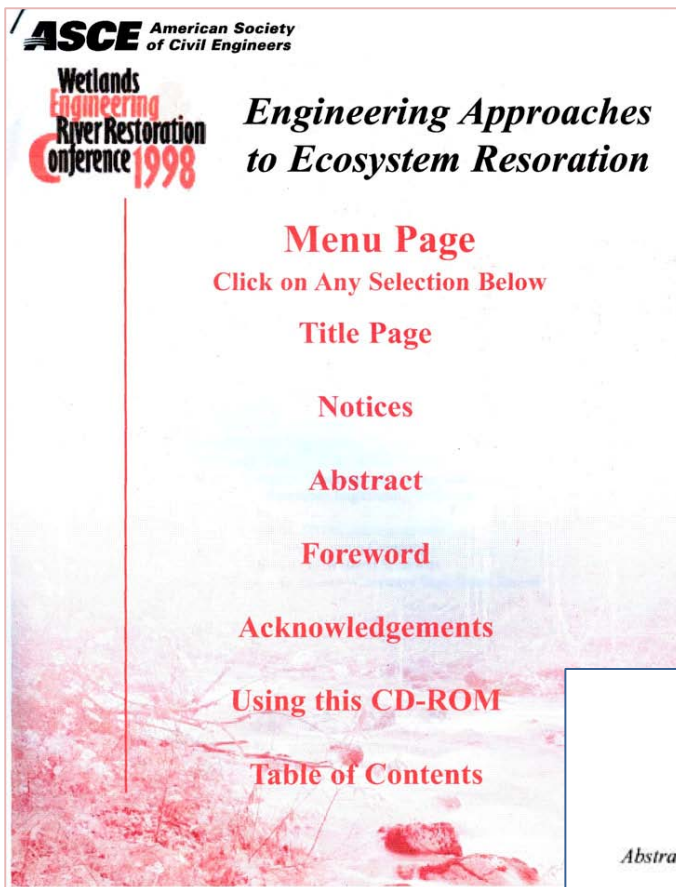 ASCE American Society
of Civil Engineers
Wetlands
Engineering
River Restoration
Conference 1998
Engineering Approaches
to Ecosystem Resoration
Menu Page
Click on Any Selection Below
Title Page
Notices
Abstract
Foreword
Acknowledgements
Using this CD-ROM
Table of Contents
Abstra